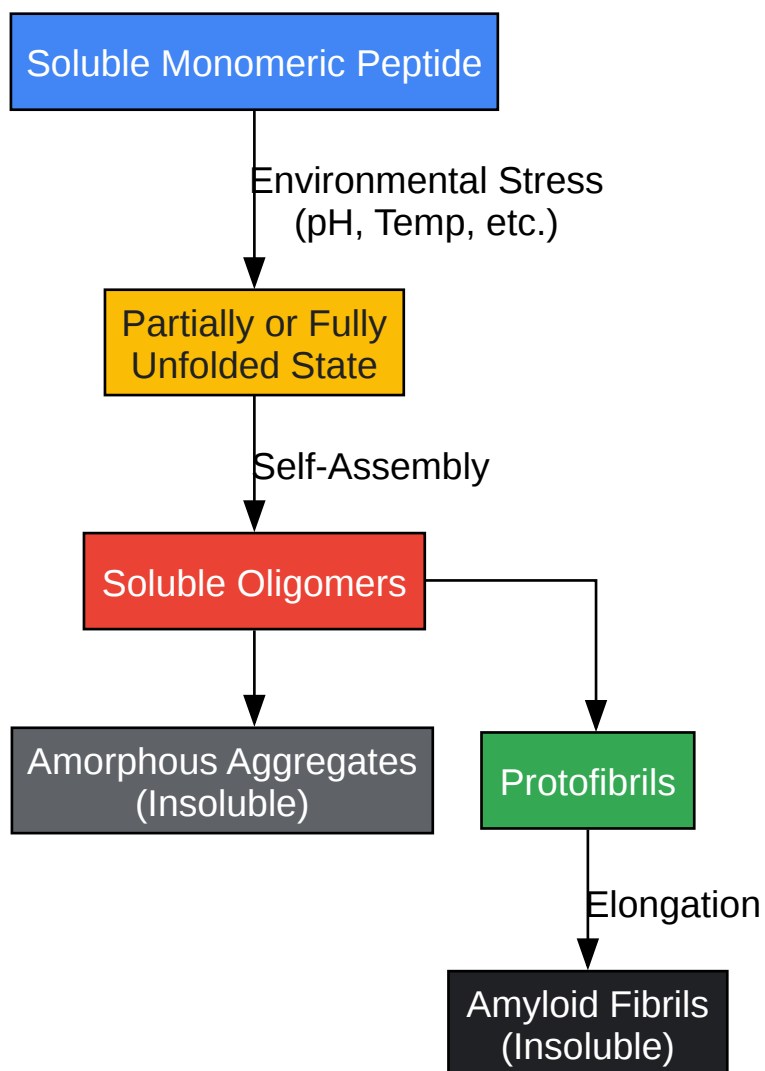 Soluble Monomeric Peptide
Environmental Stress
(pH, Temp, etc.)
Partially or Fully
Unfolded State
Self-Assembly
Soluble Oligomers
Amorphous Aggregates
(Insoluble)
Protofibrils
Elongation
Amyloid Fibrils
(Insoluble)